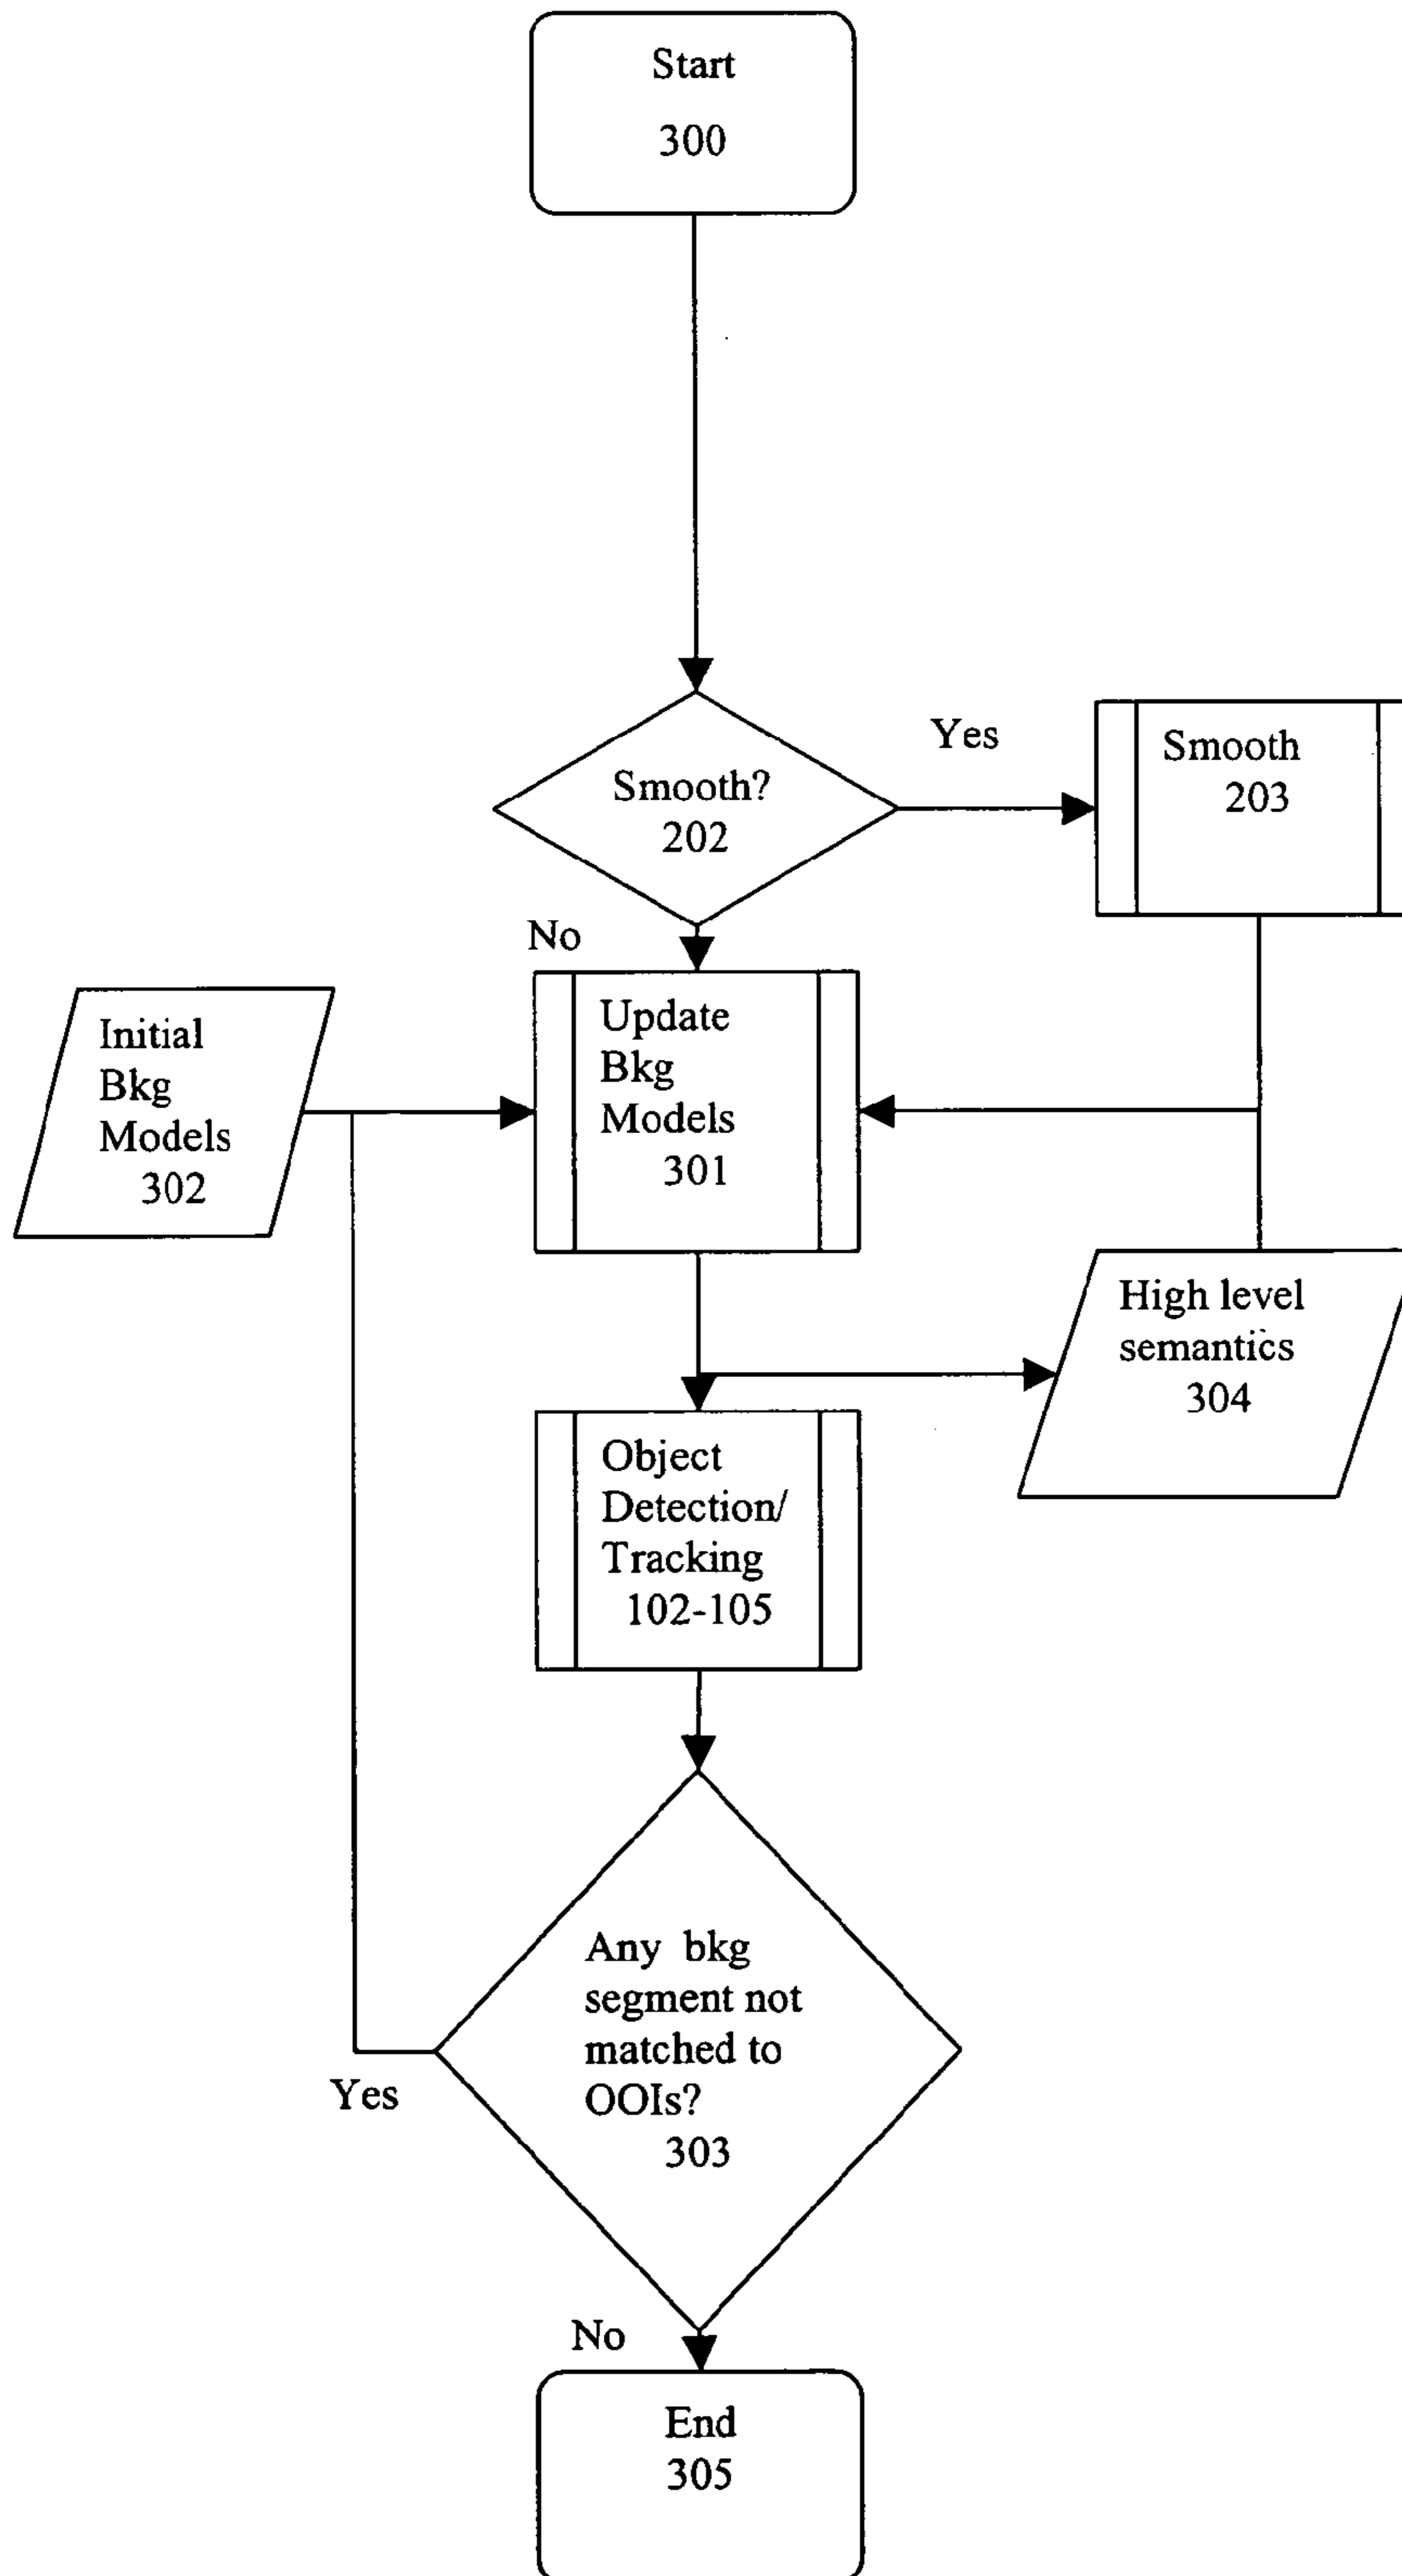 Start
300
Yes
Smooth?
202
Smooth
203
No
Initial
Bkg
Models
302
Update
Bkg
Models
301
High level
semantics
304
Object
Detection/
Tracking
102-105
Any bkg
segment not
matched to
OOIs?
303
Yes
No
End
305